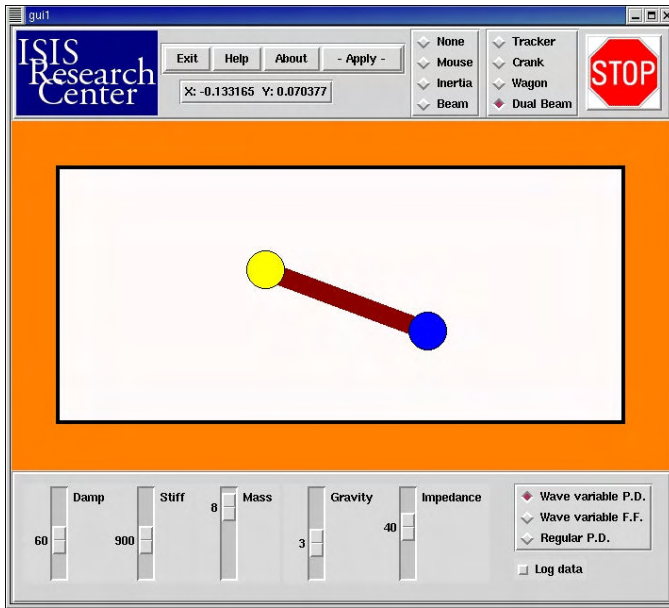 gui1
ISIS
Research
Center
Exit Help About - Apply -
X: -0.133165 Y: 0.070377
None
Mouse
Inertia
Beam
Tracker
Crank
Wagon
Dual Beam
STOP
Damp
60
Stiff
900
Mass
8
Gravity
3
Impedance
40
Wave variable P.D.
Wave variable F.F.
Regular P.D.
Log data